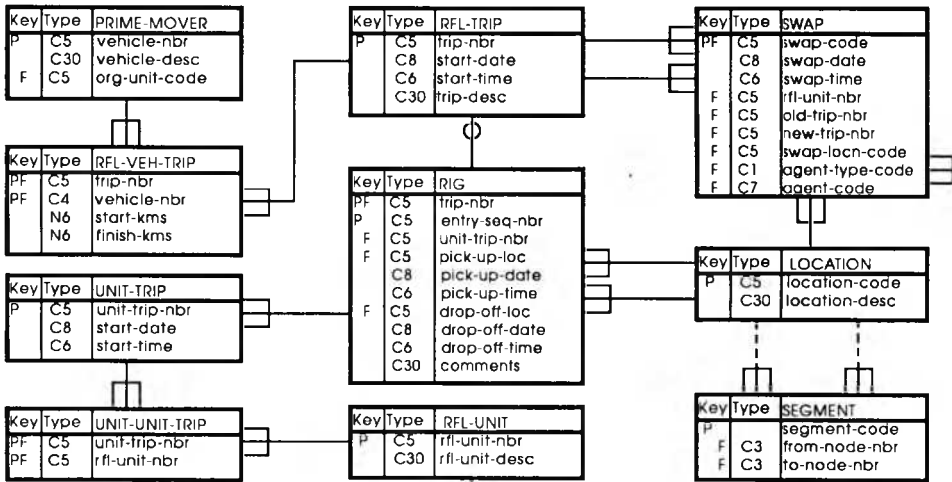 Key Type PRIME-MOVER
P C5 vehicle-nbr
C30 vehicle-desc
F C5 org-unit-code
Key Type RFL-VEH-TRIP
PF C5 trip-nbr
PF C4 vehicle-nbr
N6 start-kms
N6 finish-kms
Key Type UNIT-TRIP
P C5 unit-trip-nbr
C8 start-date
C6 start-time
Key Type UNIT-UNIT-TRIP
PF C5 unit-trip-nbr
PF C5 rfl-unit-nbr
Key Type RFL-TRIP
P C5 trip-nbr
C8 start-date
C6 start-time
C30 trip-desc
Key Type RIG
PF C5 trip-nbr
P C5 entry-seq-nbr
F C5 unit-trip-nbr
F C5 pick-up-loc
C8 pick-up-date
C6 pick-up-time
F C5 drop-off-loc
C8 drop-off-date
C6 drop-off-time
C30 comments
Key Type RFL-UNIT
P C5 rfl-unit-nbr
C30 rfl-unit-desc
Key Type SWAP
PF C5 swap-code
C8 swap-date
C6 swap-time
F C5 rfl-unit-nbr
F C5 old-trip-nbr
F C5 new-trip-nbr
F C5 swap-locn-code
F C1 agent-type-code
F C7 agent-code
Key Type LOCATION
P C5 location-code
C30 location-desc
Key Type SEGMENT
P segment-code
F C3 from-node-nbr
F C3 to-node-nbr